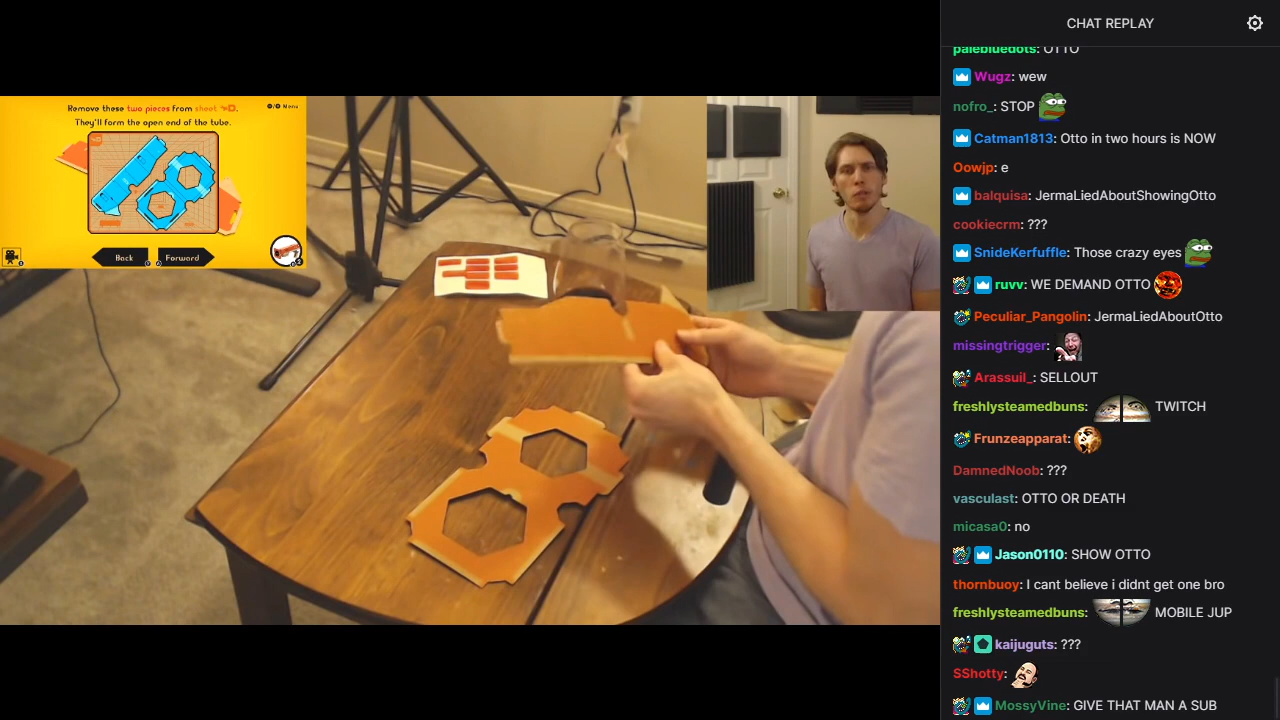 Remove these two pieces from sheet D.
They'll form the open end of the tube.
Menu
Back
Forward
CHAT REPLAY
palebluedots: OTTO
Wugz: wew
nofro_: STOP
Catman1813: Otto in two hours is NOW
Oowjp: e
balquisa: JermaLiedAboutShowingOtto
cookiecrm: ???
SnideKerfuffle: Those crazy eyes
ruvv: WE DEMAND OTTO
Peculiar_Pangolin: JermaLiedAboutOtto
missingtrigger:
Arassuil_: SELLOUT
freshlysteamedbuns: TWITCH
Frunzeapparat:
DamnedNoob: ???
vasculast: OTTO OR DEATH
micasa0: no
Jason0110: SHOW OTTO
thornbuoy: I cant believe i didnt get one bro
freshlysteamedbuns: MOBILE JUP
kaijuguts: ???
SShotty:
MossyVine: GIVE THAT MAN A SUB